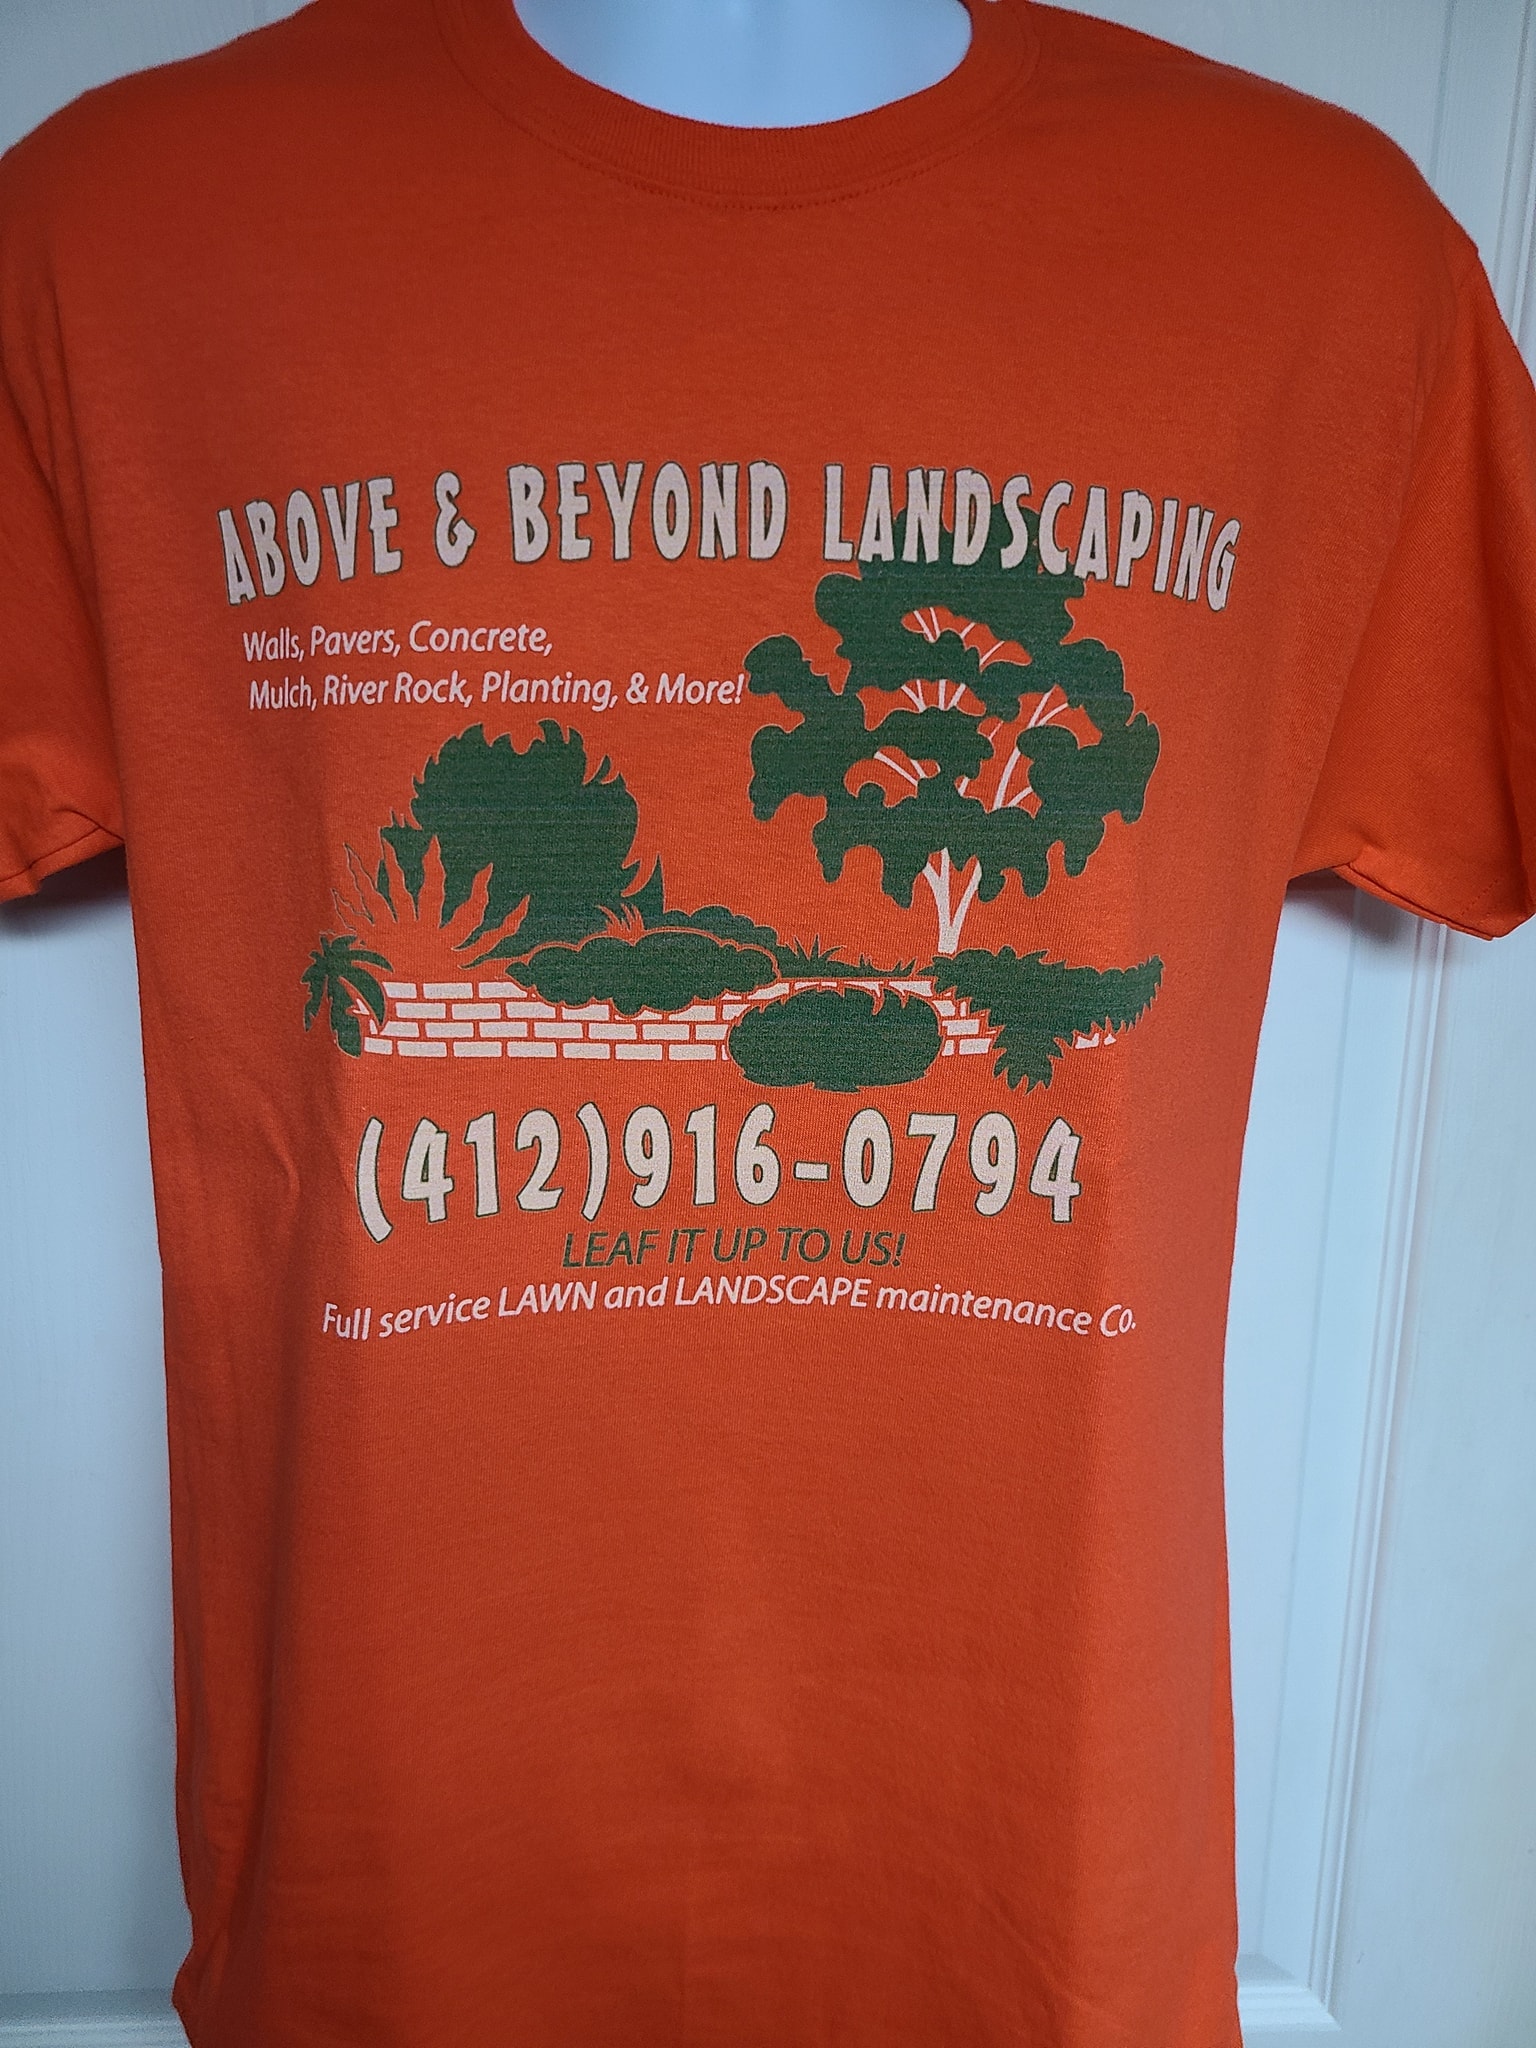 ABOVE & BEYOND LANDSCAPING
Walls, Pavers, Concrete,
Mulch, River Rock, Planting, & More!
(412)916-0794
LEAF IT UP TO US!
Full service LAWN and LANDSCAPE maintenance Co.